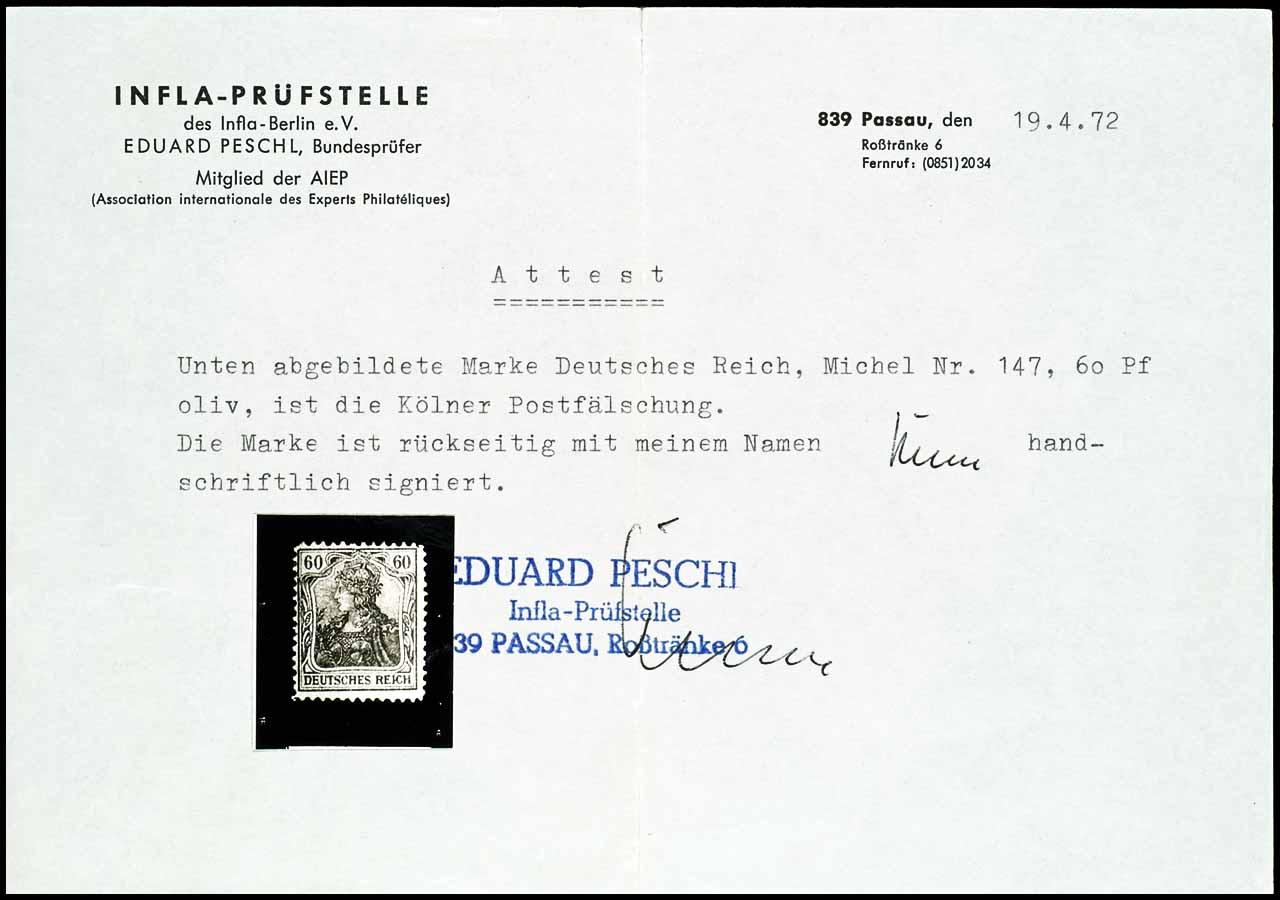 INFLA-PRÜFSTELLE
des Infla-Berlin e.V.
EDUARD PESCHL, Bundesprüfer
Mitglied der AIEP
(Association internationale des Experts Philatéliques)
839 Passau, den 19.4.72
Roßtränke 6
Fernruf: (0851) 2034
Attest
===========
Unten abgebildete Marke Deutsches Reich, Michel Nr. 147, 60 Pf
oliv, ist die Kölner Postfälschung.
Die Marke ist rückseitig mit meinem Namen hand-
schriftlich signiert.
60 60
DEUTSCHES REICH
EDUARD PESCHl
Infla-Prüfstelle
39 PASSAU, Roßtränke 6